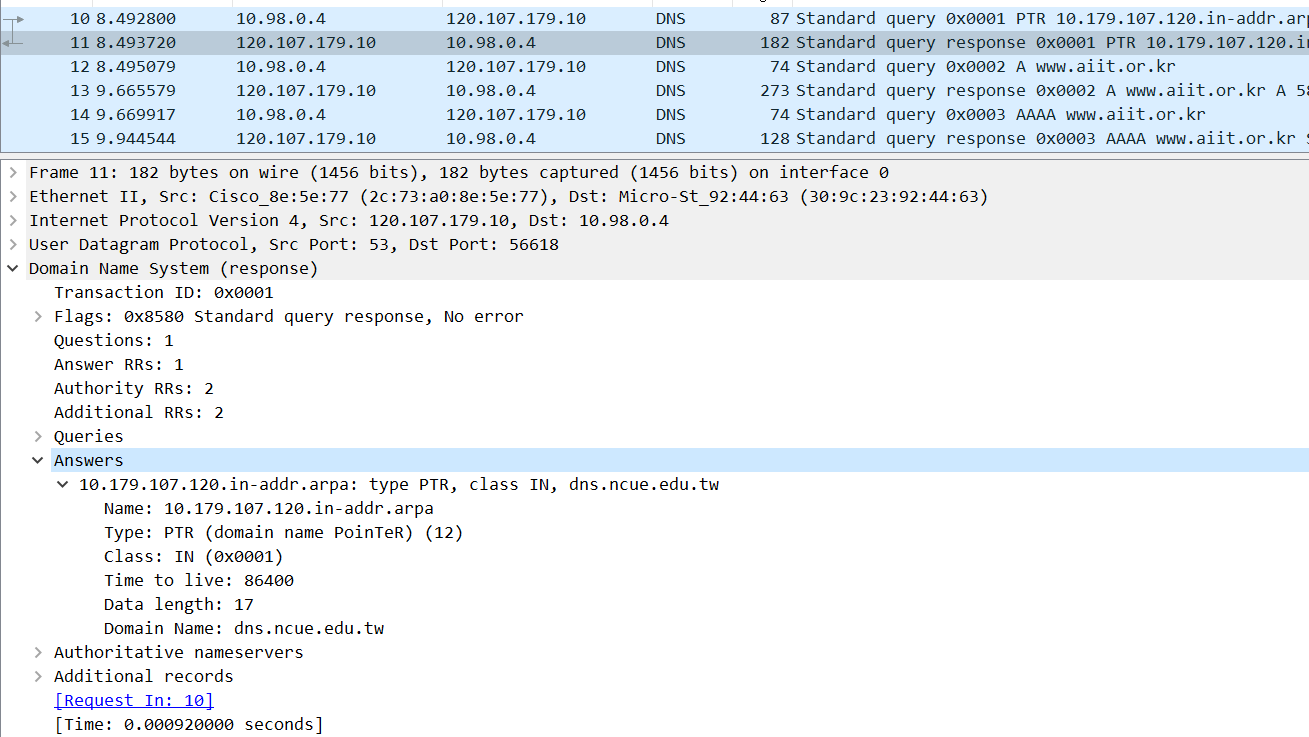 10 8.492800 10.98.0.4 120.107.179.10 DNS 87 Standard query 0x0001 PTR 10.179.107.120.in-addr.arp
11 8.493720 120.107.179.10 10.98.0.4 DNS 182 Standard query response 0x0001 PTR 10.179.107.120.i
12 8.495079 10.98.0.4 120.107.179.10 DNS 74 Standard query 0x0002 A www.aiit.or.kr
13 9.665579 120.107.179.10 10.98.0.4 DNS 273 Standard query response 0x0002 A www.aiit.or.kr A 58
14 9.669917 10.98.0.4 120.107.179.10 DNS 74 Standard query 0x0003 AAAA www.aiit.or.kr
15 9.944544 120.107.179.10 10.98.0.4 DNS 128 Standard query response 0x0003 AAAA www.aiit.or.kr S
Frame 11: 182 bytes on wire (1456 bits), 182 bytes captured (1456 bits) on interface 0
Ethernet II, Src: Cisco_8e:5e:77 (2c:73:a0:8e:5e:77), Dst: Micro-St_92:44:63 (30:9c:23:92:44:63)
Internet Protocol Version 4, Src: 120.107.179.10, Dst: 10.98.0.4
User Datagram Protocol, Src Port: 53, Dst Port: 56618
Domain Name System (response)
Transaction ID: 0x0001
Flags: 0x8580 Standard query response, No error
Questions: 1
Answer RRs: 1
Authority RRs: 2
Additional RRs: 2
Queries
Answers
10.179.107.120.in-addr.arpa: type PTR, class IN, dns.ncue.edu.tw
Name: 10.179.107.120.in-addr.arpa
Type: PTR (domain name PoinTeR) (12)
Class: IN (0x0001)
Time to live: 86400
Data length: 17
Domain Name: dns.ncue.edu.tw
Authoritative nameservers
Additional records
[Request In: 10]
[Time: 0.000920000 seconds]